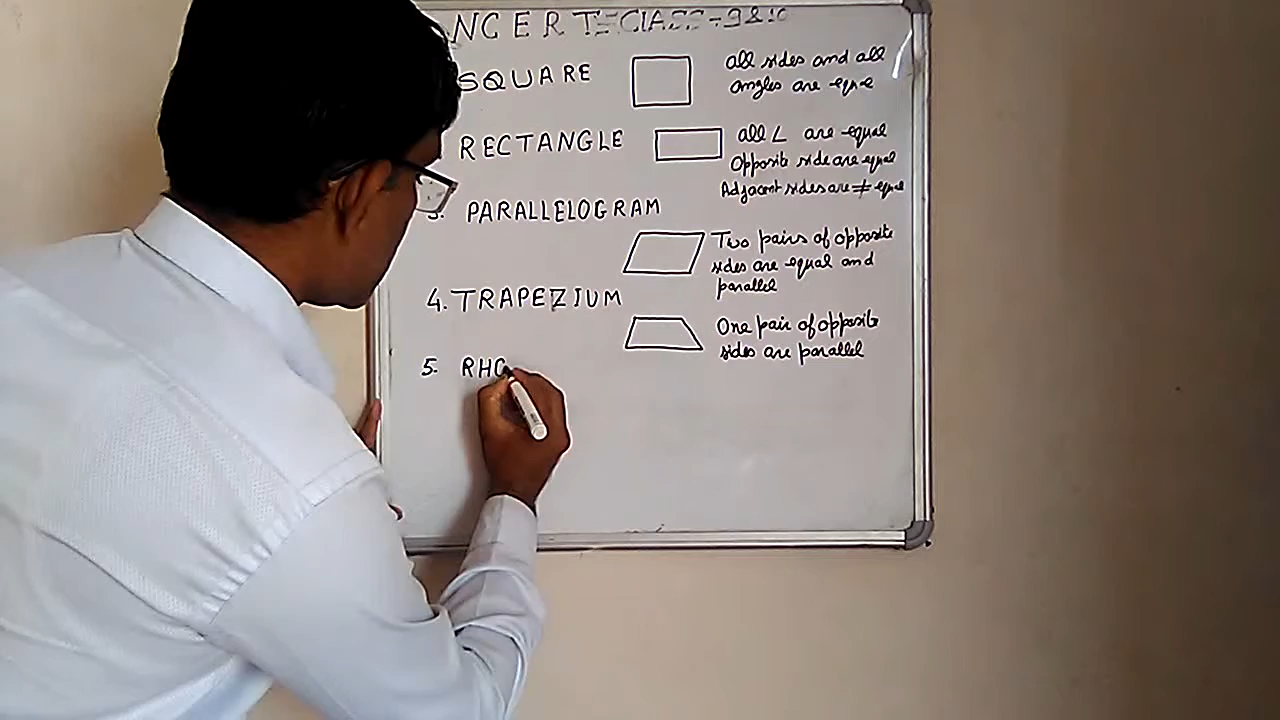 NCERT CLASS - 9 & 10
SQUARE
all sides and all
angles are eque
RECTANGLE
all ∠ are equal
Opposite side are equal
Adjacent sides are ≠ equal
3. PARALLELOGRAM
Two pairs of opposite
sides are equal and
parallel
4. TRAPEZIUM
One pair of opposite
sides are parallel
5. RHO